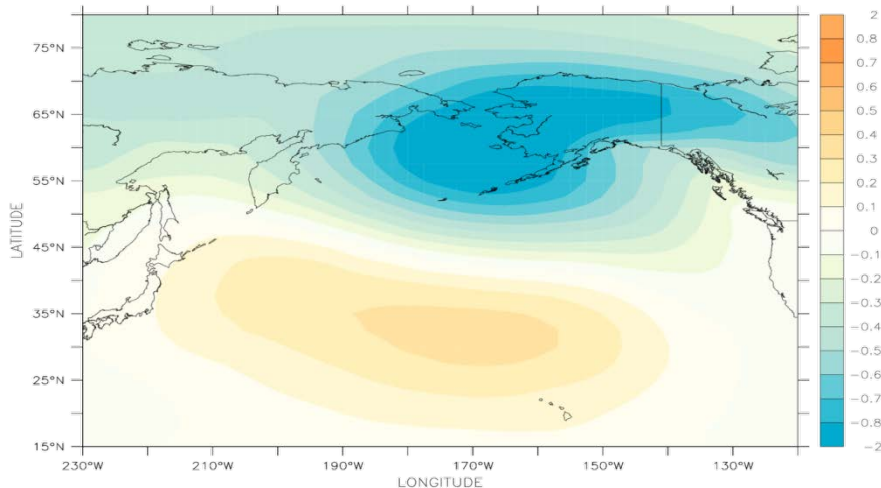 75°N
65°N
55°N
45°N
35°N
25°N
15°N
LATITUDE
230°W 210°W 190°W 170°W 150°W 130°W
LONGITUDE
2
0.8
0.6
0.5
0.4
0.3
0.2
0.1
0
−0.1
−0.2
−0.3
−0.4
−0.5
−0.6
−0.7
−0.8
−2